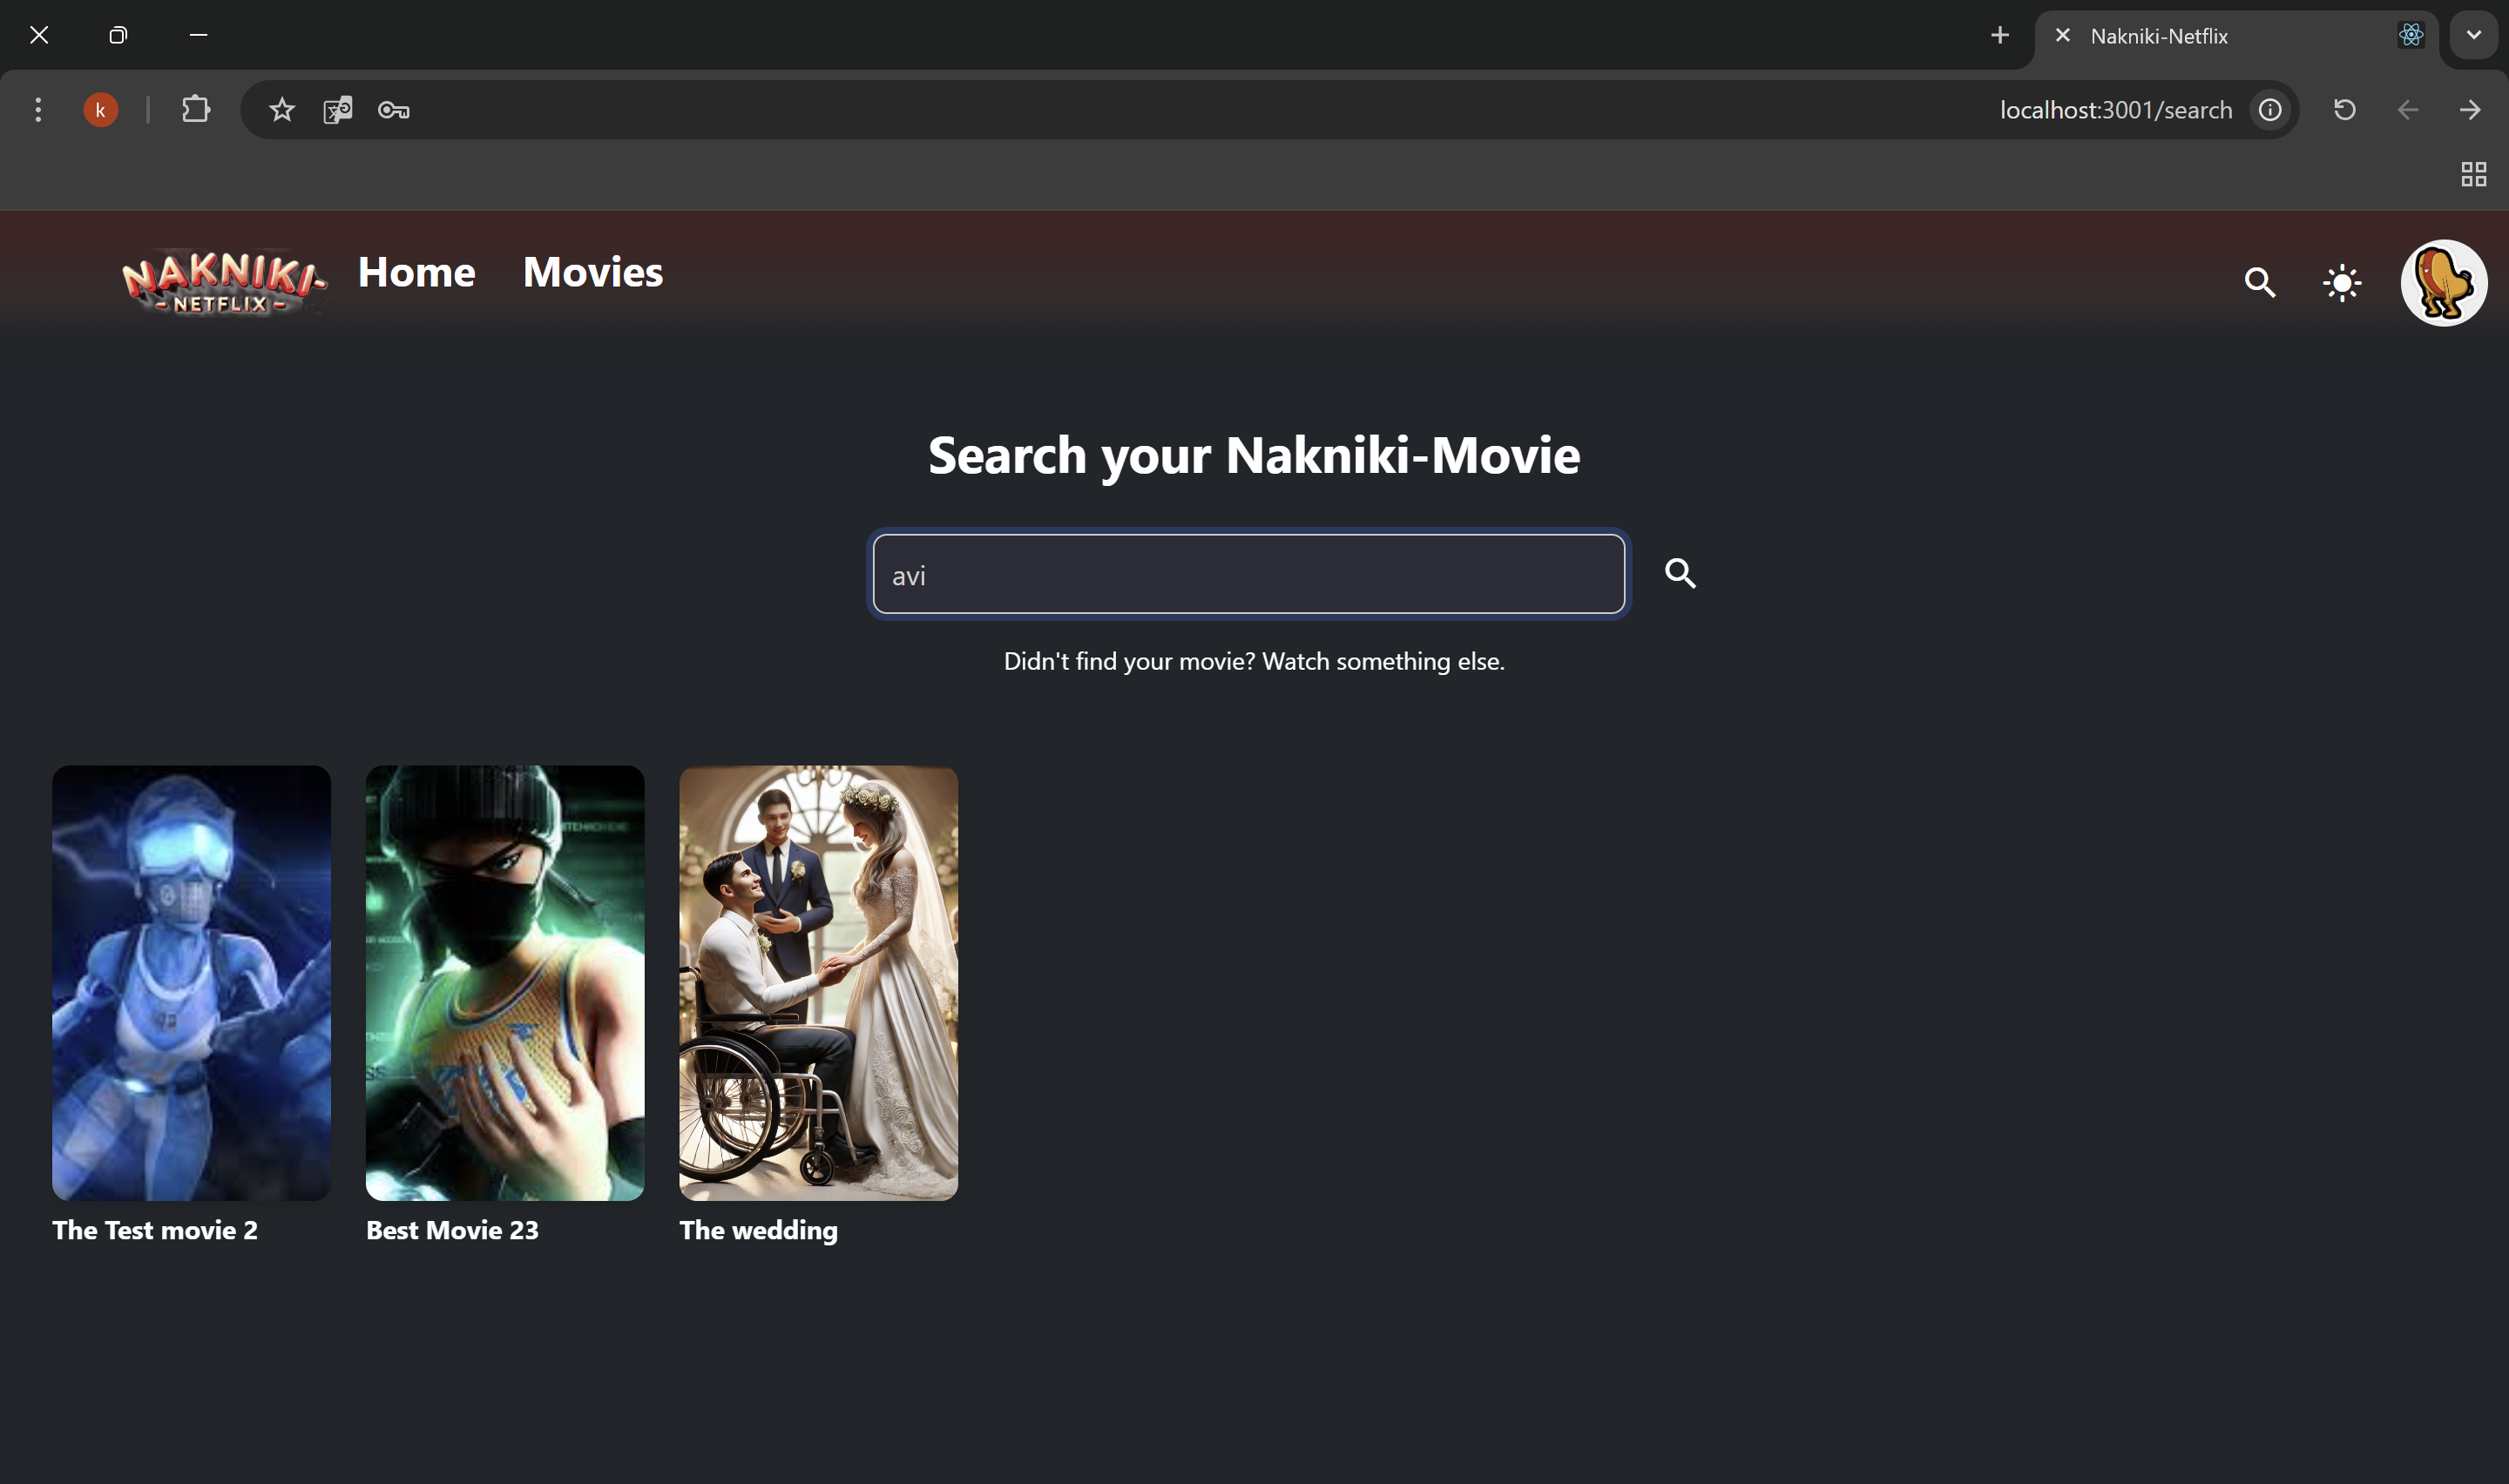 Nakniki-Netflix
k
localhost:3001/search
NAKNIKI-
- NETFLIX -
Home
Movies
Search your Nakniki-Movie
avi
Didn't find your movie? Watch something else.
The Test movie 2
Best Movie 23
The wedding